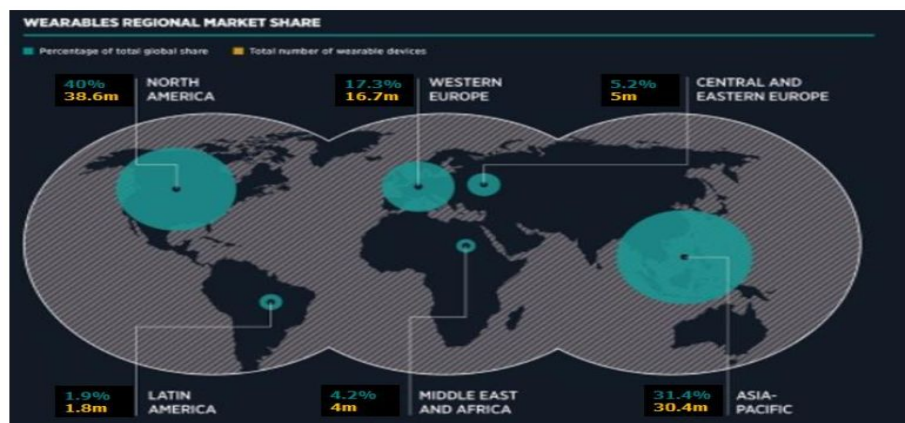 WEARABLES REGIONAL MARKET SHARE
Percentage of total global share
Total number of wearable devices
40%
38.6m
NORTH
AMERICA
17.3%
16.7m
WESTERN
EUROPE
5.2%
5m
CENTRAL AND
EASTERN EUROPE
1.9%
1.8m
LATIN
AMERICA
4.2%
4m
MIDDLE EAST
AND AFRICA
31.4%
30.4m
ASIA-
PACIFIC